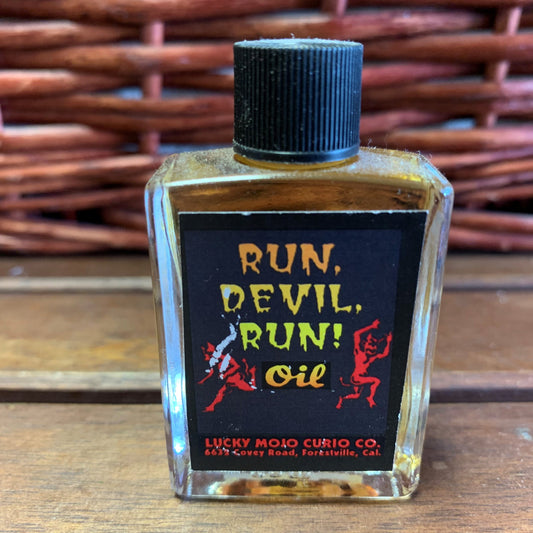 RUN,
DEVIL,
RUN!
Oil
LUCKY MOJO CURIO CO.
6632 Covey Road, Forestville, Cal.